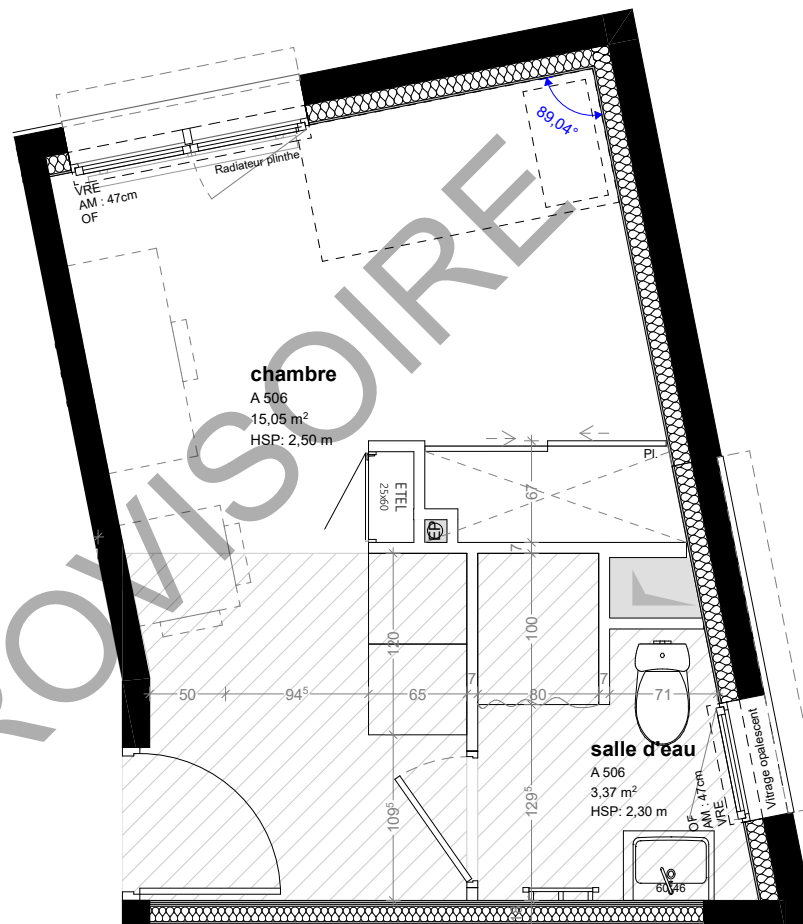 89,04°
Radiateur plinthe
VRE
AM : 47cm
OF
chambre
A 506
15,05 m²
HSP: 2,50 m
ROVISOIRE
Pl.
ETEL
25x60
EP
67
7
120
100
50
94⁵
65
7
80
7
71
salle d'eau
A 506
3,37 m²
HSP: 2,30 m
OF
AM : 47cm
VRE
Vitrage opalescent
109⁵
129⁵
60x46